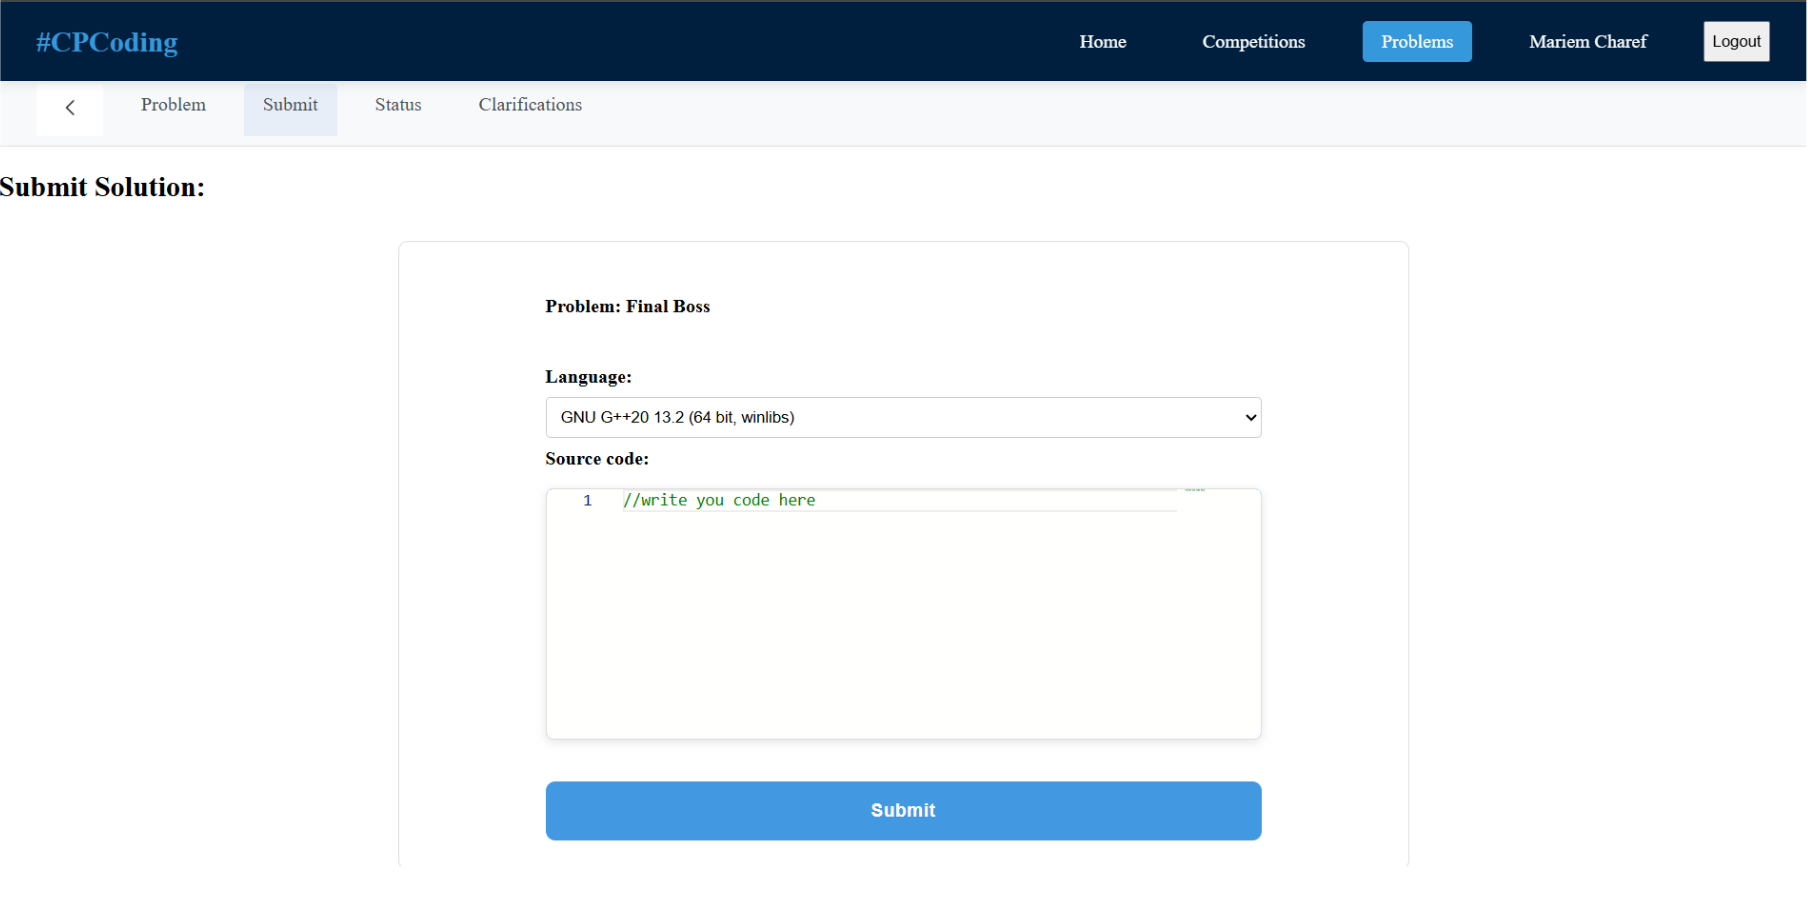 #CPCoding Home Competitions Problems Mariem Charef Logout
Problem Submit Status Clarifications
Submit Solution:
Problem: Final Boss
Language:
GNU G++20 13.2 (64 bit, winlibs)
Source code:
1 //write you code here
Submit